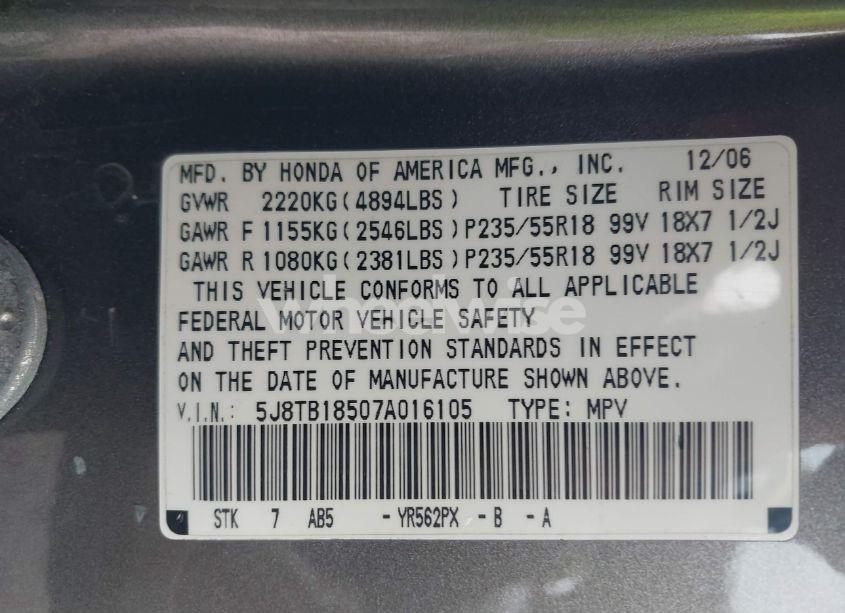 MFD. BY HONDA OF AMERICA MFG., INC. 12/06
GVWR 2220KG(4894LBS) TIRE SIZE RIM SIZE
GAWR F 1155KG(2546LBS)P235/55R18 99V 18X7 1/2J
GAWR R 1080KG(2381LBS)P235/55R18 99V 18X7 1/2J
THIS VEHICLE CONFORMS TO ALL APPLICABLE
FEDERAL MOTOR VEHICLE SAFETY
wheelwise
AND THEFT PREVENTION STANDARDS IN EFFECT
ON THE DATE OF MANUFACTURE SHOWN ABOVE.
V.I.N.: 5J8TB18507A016105 TYPE: MPV
STK 7 AB5 -YR562PX -B -A